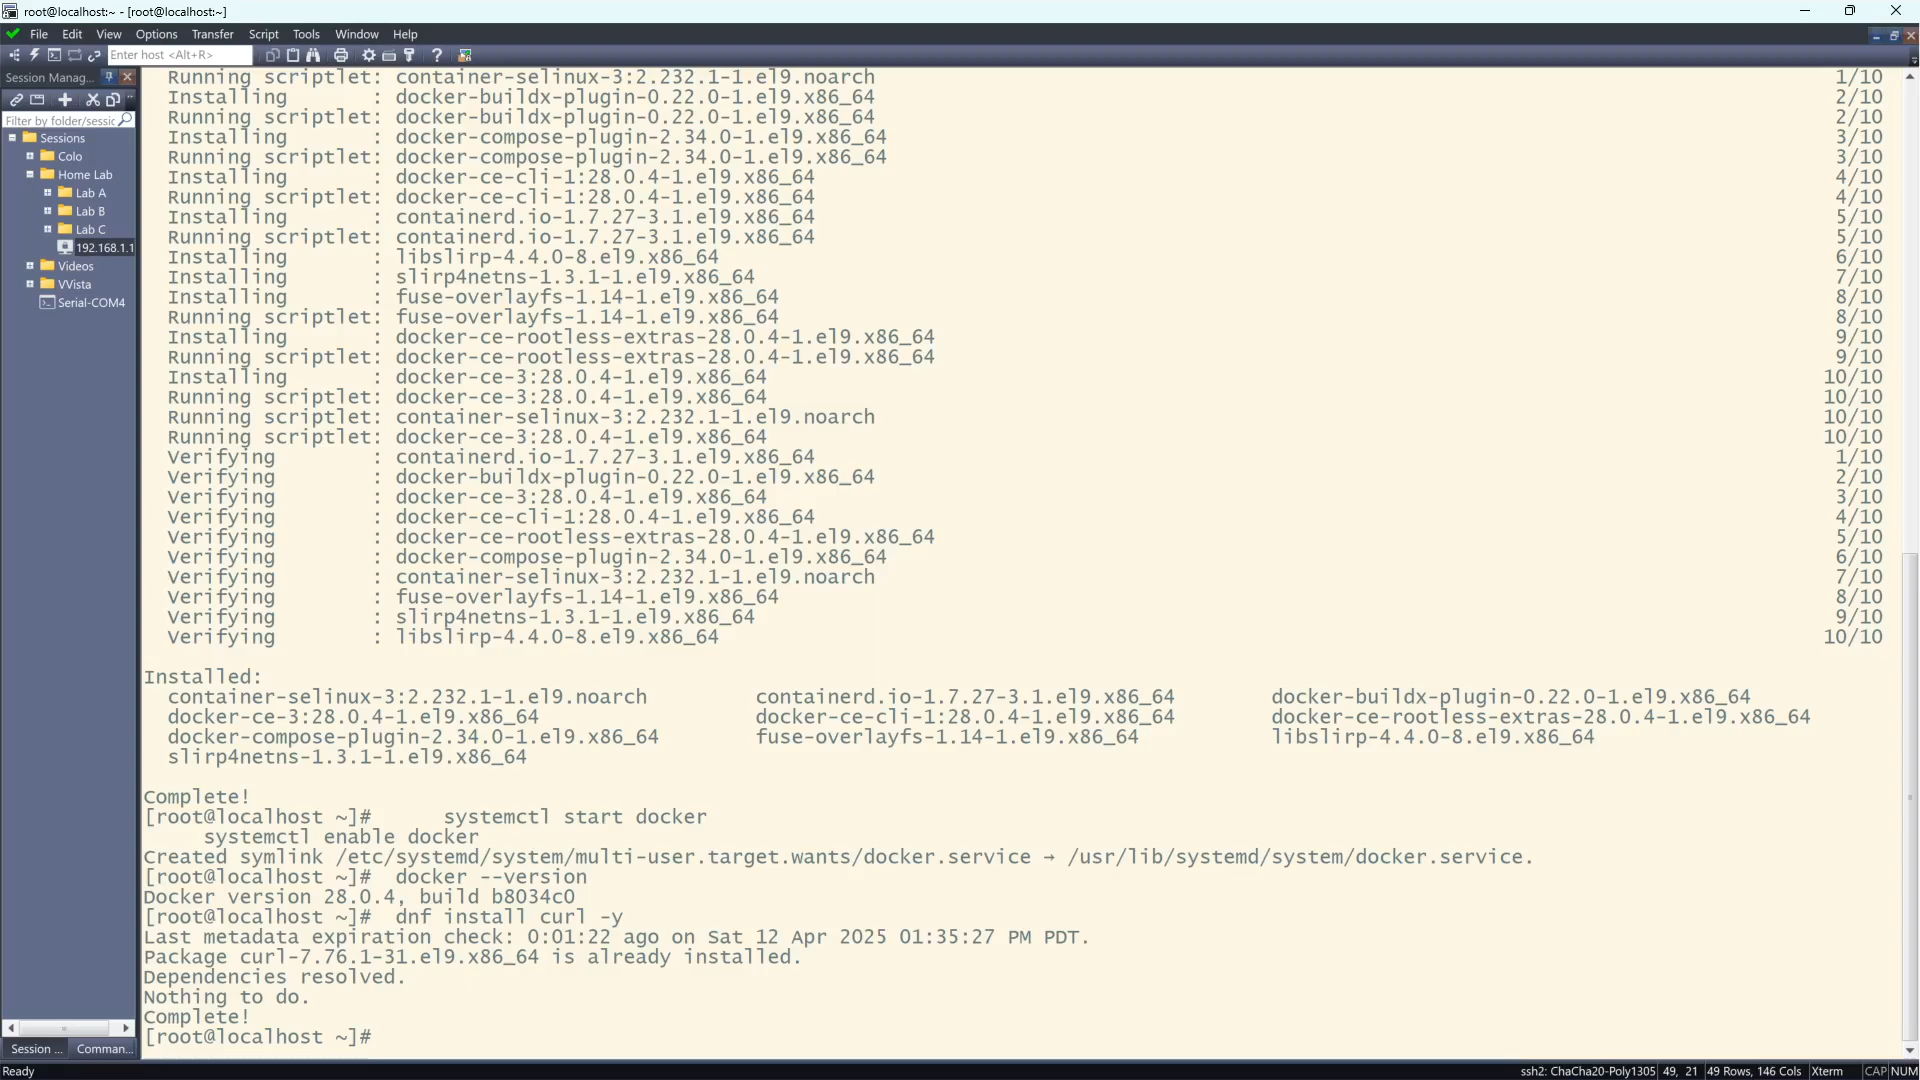 root@localhost:~ - [root@localhost:~]
File Edit View Options Transfer Script Tools Window Help
Enter host <Alt+R>
Session Manag...
Filter by folder/sessic
Sessions
Colo
Home Lab
Lab A
Lab B
Lab C
192.168.1.1
Videos
VVista
Serial-COM4
Running scriptlet: container-selinux-3:2.232.1-1.el9.noarch 1/10
Installing : docker-buildx-plugin-0.22.0-1.el9.x86_64 2/10
Running scriptlet: docker-buildx-plugin-0.22.0-1.el9.x86_64 2/10
Installing : docker-compose-plugin-2.34.0-1.el9.x86_64 3/10
Running scriptlet: docker-compose-plugin-2.34.0-1.el9.x86_64 3/10
Installing : docker-ce-cli-1:28.0.4-1.el9.x86_64 4/10
Running scriptlet: docker-ce-cli-1:28.0.4-1.el9.x86_64 4/10
Installing : containerd.io-1.7.27-3.1.el9.x86_64 5/10
Running scriptlet: containerd.io-1.7.27-3.1.el9.x86_64 5/10
Installing : libslirp-4.4.0-8.el9.x86_64 6/10
Installing : slirp4netns-1.3.1-1.el9.x86_64 7/10
Installing : fuse-overlayfs-1.14-1.el9.x86_64 8/10
Running scriptlet: fuse-overlayfs-1.14-1.el9.x86_64 8/10
Installing : docker-ce-rootless-extras-28.0.4-1.el9.x86_64 9/10
Running scriptlet: docker-ce-rootless-extras-28.0.4-1.el9.x86_64 9/10
Installing : docker-ce-3:28.0.4-1.el9.x86_64 10/10
Running scriptlet: docker-ce-3:28.0.4-1.el9.x86_64 10/10
Running scriptlet: container-selinux-3:2.232.1-1.el9.noarch 10/10
Running scriptlet: docker-ce-3:28.0.4-1.el9.x86_64 10/10
Verifying : containerd.io-1.7.27-3.1.el9.x86_64 1/10
Verifying : docker-buildx-plugin-0.22.0-1.el9.x86_64 2/10
Verifying : docker-ce-3:28.0.4-1.el9.x86_64 3/10
Verifying : docker-ce-cli-1:28.0.4-1.el9.x86_64 4/10
Verifying : docker-ce-rootless-extras-28.0.4-1.el9.x86_64 5/10
Verifying : docker-compose-plugin-2.34.0-1.el9.x86_64 6/10
Verifying : container-selinux-3:2.232.1-1.el9.noarch 7/10
Verifying : fuse-overlayfs-1.14-1.el9.x86_64 8/10
Verifying : slirp4netns-1.3.1-1.el9.x86_64 9/10
Verifying : libslirp-4.4.0-8.el9.x86_64 10/10
Installed:
container-selinux-3:2.232.1-1.el9.noarch containerd.io-1.7.27-3.1.el9.x86_64 docker-buildx-plugin-0.22.0-1.el9.x86_64
docker-ce-3:28.0.4-1.el9.x86_64 docker-ce-cli-1:28.0.4-1.el9.x86_64 docker-ce-rootless-extras-28.0.4-1.el9.x86_64
docker-compose-plugin-2.34.0-1.el9.x86_64 fuse-overlayfs-1.14-1.el9.x86_64 libslirp-4.4.0-8.el9.x86_64
slirp4netns-1.3.1-1.el9.x86_64
Complete!
[root@localhost ~]# systemctl start docker
systemctl enable docker
Created symlink /etc/systemd/system/multi-user.target.wants/docker.service → /usr/lib/systemd/system/docker.service.
[root@localhost ~]# docker --version
Docker version 28.0.4, build b8034c0
[root@localhost ~]# dnf install curl -y
Last metadata expiration check: 0:01:22 ago on Sat 12 Apr 2025 01:35:27 PM PDT.
Package curl-7.76.1-31.el9.x86_64 is already installed.
Dependencies resolved.
Nothing to do.
Complete!
[root@localhost ~]#
Session ... Comman...
Ready ssh2: ChaCha20-Poly1305 49, 21 49 Rows, 146 Cols Xterm CAP NUM